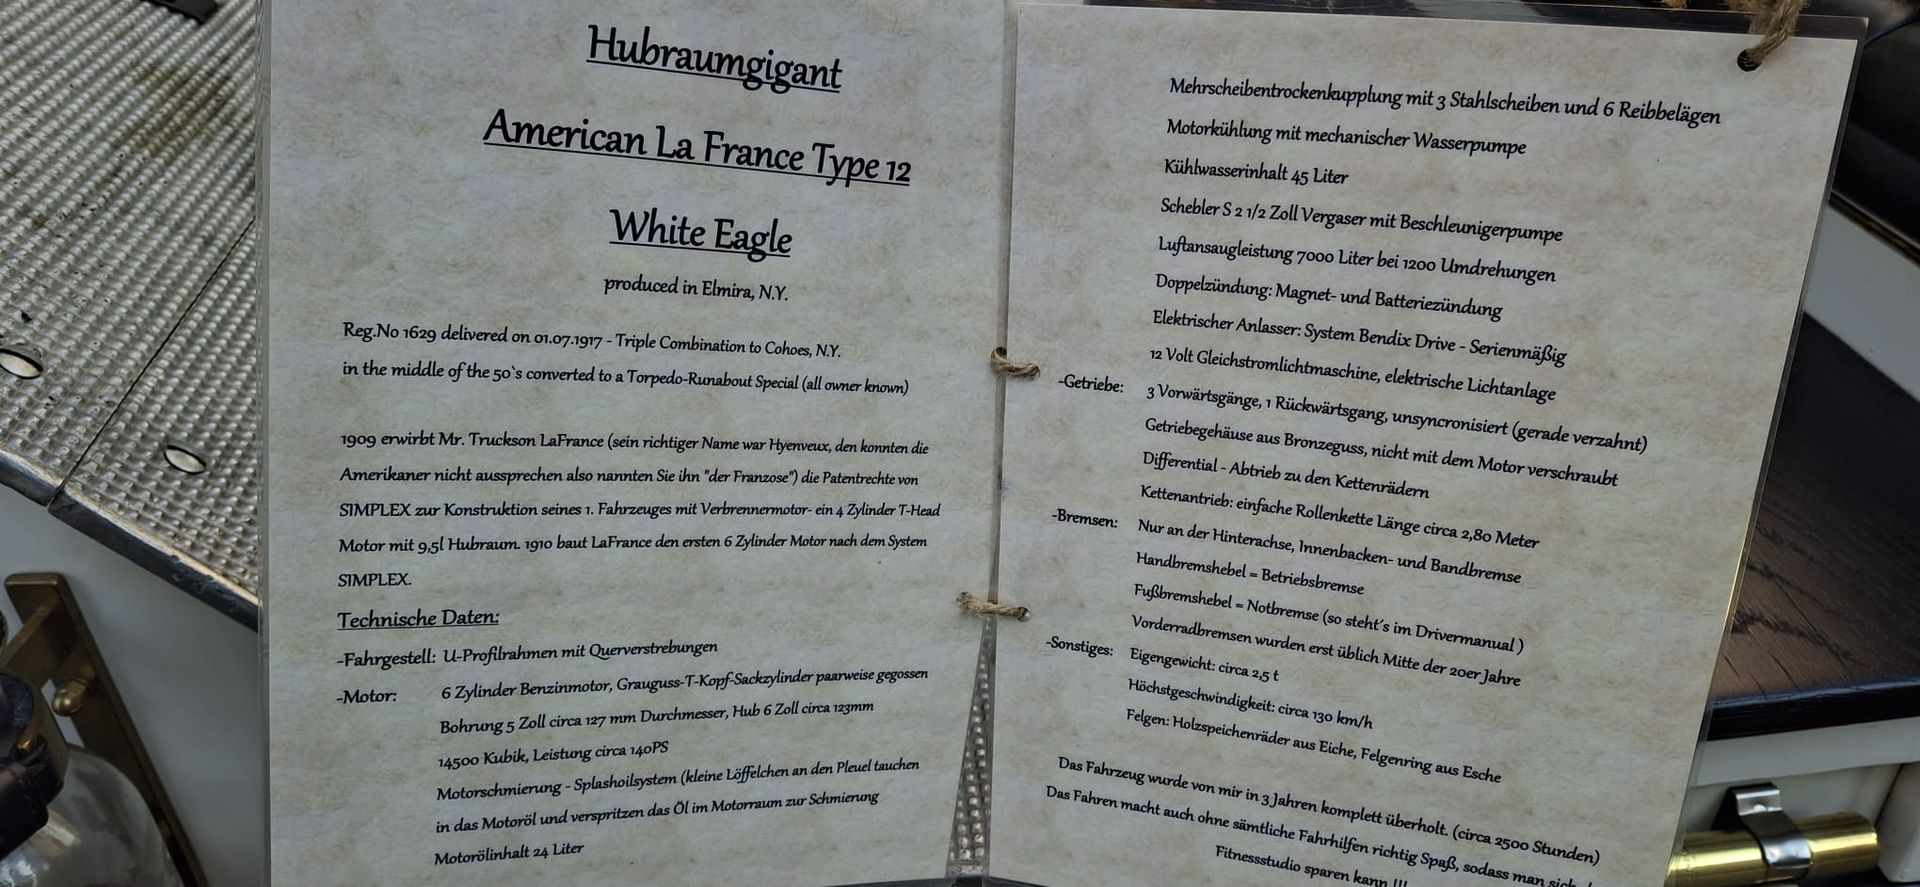 Hubraumgigant
American La France Type 12
White Eagle
produced in Elmira, N.Y.
Reg.No 1629 delivered on 01.07.1917 - Triple Combination to Cohoes, N.Y.
in the middle of the 50`s converted to a Torpedo-Runabout Special (all owner known)
1909 erwirbt Mr. Truckson LaFrance (sein richtiger Name war Hyenveux, den konnten die
Amerikaner nicht aussprechen also nannten Sie ihn "der Franzose") die Patentrechte von
SIMPLEX zur Konstruktion seines 1. Fahrzeuges mit Verbrennermotor- ein 4 Zylinder T-Head
Motor mit 9,5l Hubraum. 1910 baut LaFrance den ersten 6 Zylinder Motor nach dem System
SIMPLEX.
Technische Daten:
-Fahrgestell: U-Profilrahmen mit Querverstrebungen
-Motor: 6 Zylinder Benzinmotor, Grauguss-T-Kopf-Sackzylinder paarweise gegossen
Bohrung 5 Zoll circa 127 mm Durchmesser, Hub 6 Zoll circa 123mm
14500 Kubik, Leistung circa 140PS
Motorschmierung - Splashoilsystem (kleine Löffelchen an den Pleuel tauchen
in das Motoröl und verspritzen das Öl im Motorraum zur Schmierung
Motorölinhalt 24 Liter
Mehrscheibentrockenkupplung mit 3 Stahlscheiben und 6 Reibbelägen
Motorkühlung mit mechanischer Wasserpumpe
Kühlwasserinhalt 45 Liter
Schebler S 2 1/2 Zoll Vergaser mit Beschleunigerpumpe
Luftansaugleistung 7000 Liter bei 1200 Umdrehungen
Doppelzündung: Magnet- und Batteriezündung
Elektrischer Anlasser: System Bendix Drive - Serienmäßig
12 Volt Gleichstromlichtmaschine, elektrische Lichtanlage
-Getriebe: 3 Vorwärtsgänge, 1 Rückwärtsgang, unsyncronisiert (gerade verzahnt)
Getriebegehäuse aus Bronzeguss, nicht mit dem Motor verschraubt
Differential - Abtrieb zu den Kettenrädern
Kettenantrieb: einfache Rollenkette Länge circa 2,80 Meter
-Bremsen: Nur an der Hinterachse, Innenbacken- und Bandbremse
Handbremshebel = Betriebsbremse
Fußbremshebel = Notbremse (so steht´s im Drivermanual )
Vorderradbremsen wurden erst üblich Mitte der 20er Jahre
-Sonstiges: Eigengewicht: circa 2,5 t
Höchstgeschwindigkeit: circa 130 km/h
Felgen: Holzspeichenräder aus Eiche, Felgenring aus Esche
Das Fahrzeug wurde von mir in 3 Jahren komplett überholt. (circa 2500 Stunden)
Das Fahren macht auch ohne sämtliche Fahrhilfen richtig Spaß, sodass man sich
Fitnessstudio sparen kann !!!